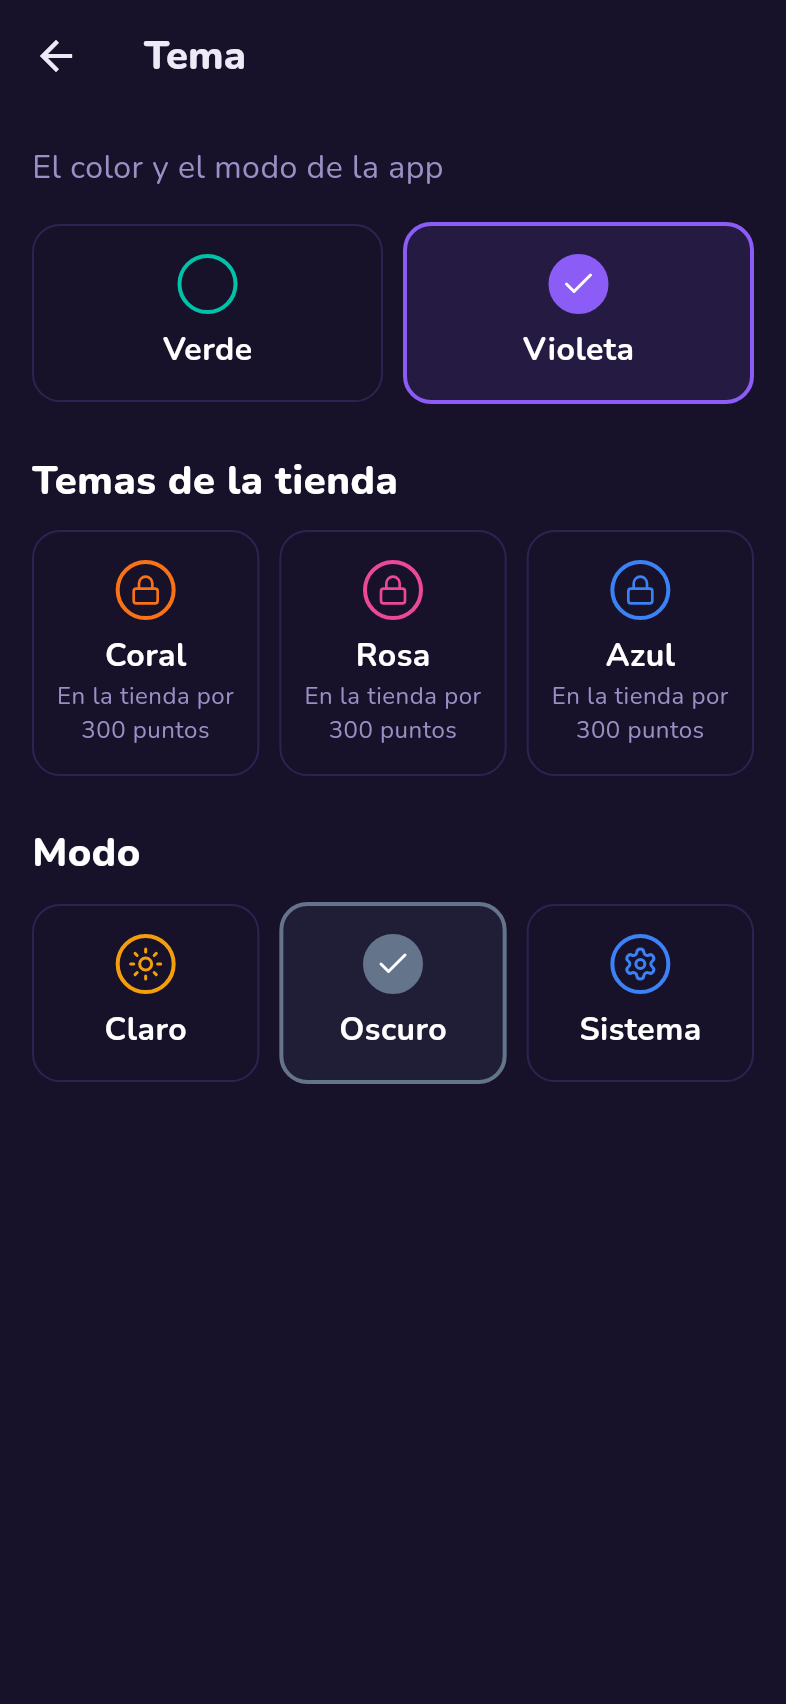 Tema
El color y el modo de la app
Verde
Violeta
Temas de la tienda
Coral
En la tienda por
300 puntos
Rosa
En la tienda por
300 puntos
Azul
En la tienda por
300 puntos
Modo
Claro
Oscuro
Sistema